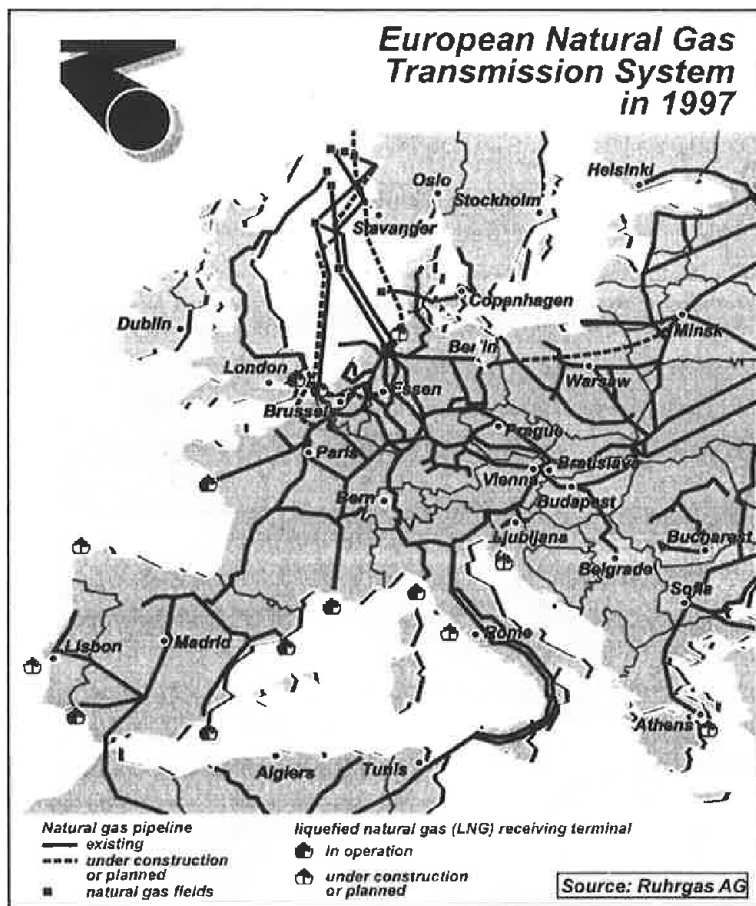 European Natural Gas
Transmission System
in 1997
Helsinki
Oslo
Stockholm
Stavanger
Copenhagen
Dublin
Minsk
Berlin
London
Warsaw
Essen
Brussels
Prague
Paris
Bratislava
Vienna
Budapest
Bern
Ljubljana
Bucharest
Belgrade
Sofia
Lisbon
Madrid
Rome
Athens
Algiers
Tunis
Natural gas pipeline
existing
under construction
or planned
natural gas fields
liquefied natural gas (LNG) receiving terminal
In operation
under construction
or planned
Source: Ruhrgas AG